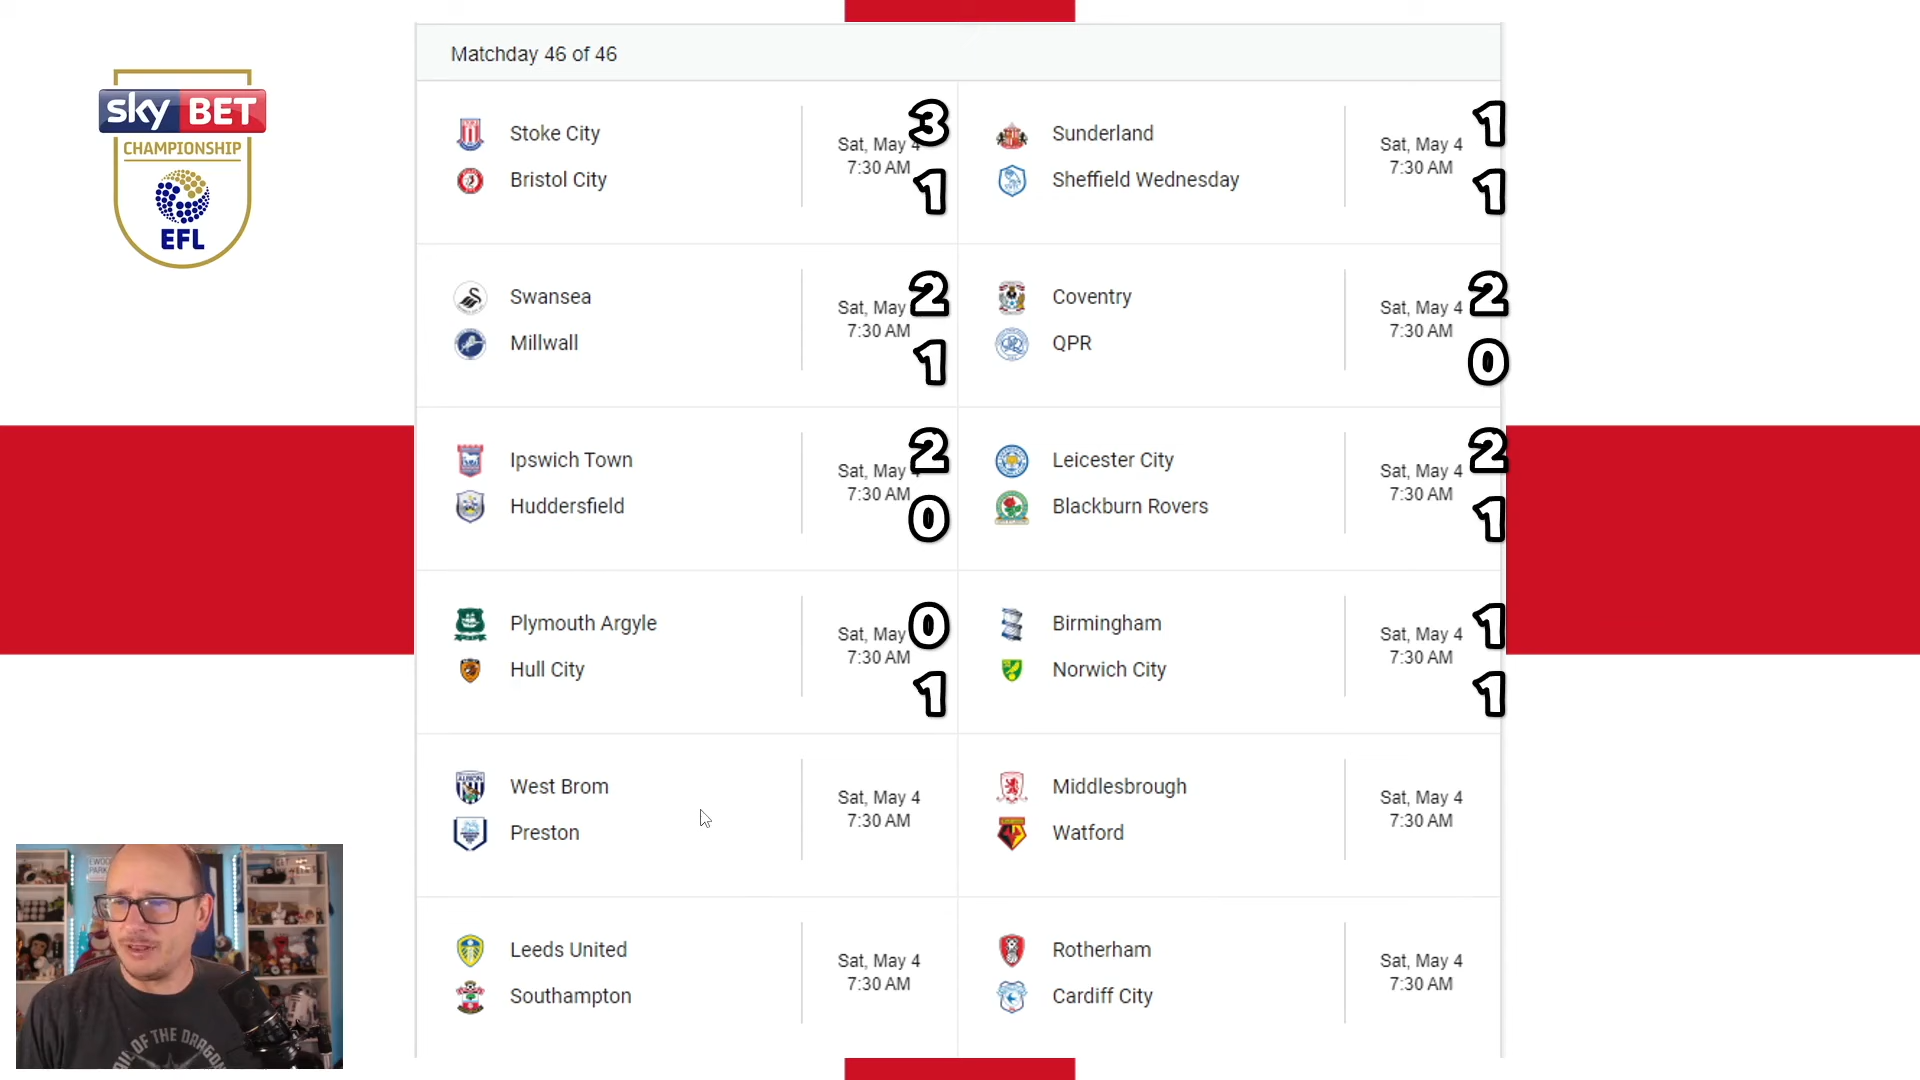 Matchday 46 of 46
sky BET
CHAMPIONSHIP
EFL
Stoke City
Bristol City
Sat, May 4
7:30 AM
3
1
Sunderland
Sheffield Wednesday
Sat, May 4
7:30 AM
1
1
Swansea
Millwall
Sat, May
7:30 AM
2
1
Coventry
QPR
Sat, May 4
7:30 AM
2
0
Ipswich Town
Huddersfield
Sat, May
7:30 AM
2
0
Leicester City
Blackburn Rovers
Sat, May 4
7:30 AM
2
1
Plymouth Argyle
Hull City
Sat, May
7:30 AM
0
1
Birmingham
Norwich City
Sat, May 4
7:30 AM
1
1
West Brom
Preston
Sat, May 4
7:30 AM
Middlesbrough
Watford
Sat, May 4
7:30 AM
Leeds United
Southampton
Sat, May 4
7:30 AM
Rotherham
Cardiff City
Sat, May 4
7:30 AM
OF THE DRAGON